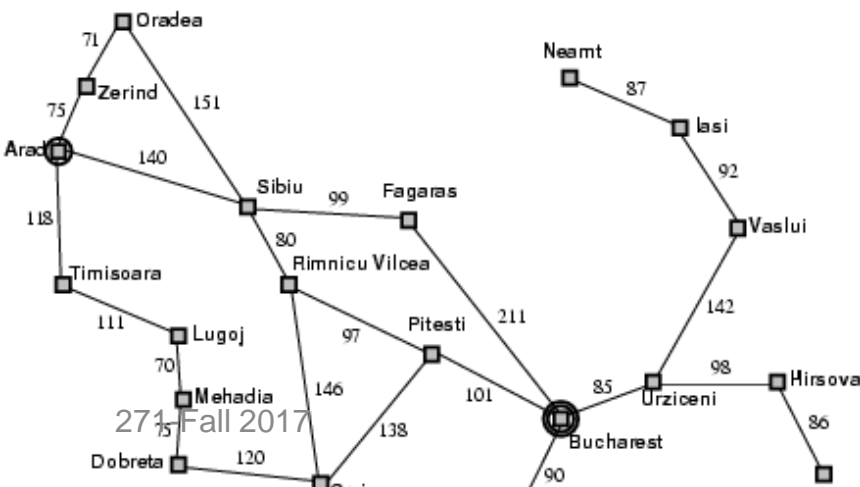 Oradea
71
Neamt
Zerind
87
75
151
Iasi
Arad
140
92
Sibiu
99
Fagaras
118
80
Vaslui
Rimnicu Vilcea
Timisoara
111
97
Pitesti
211
142
Lugoj
70
98
Hirsova
Mehadia
146
101
85
Urziceni
271-Fall 2017
75
138
86
Bucharest
Dobreta
120
90